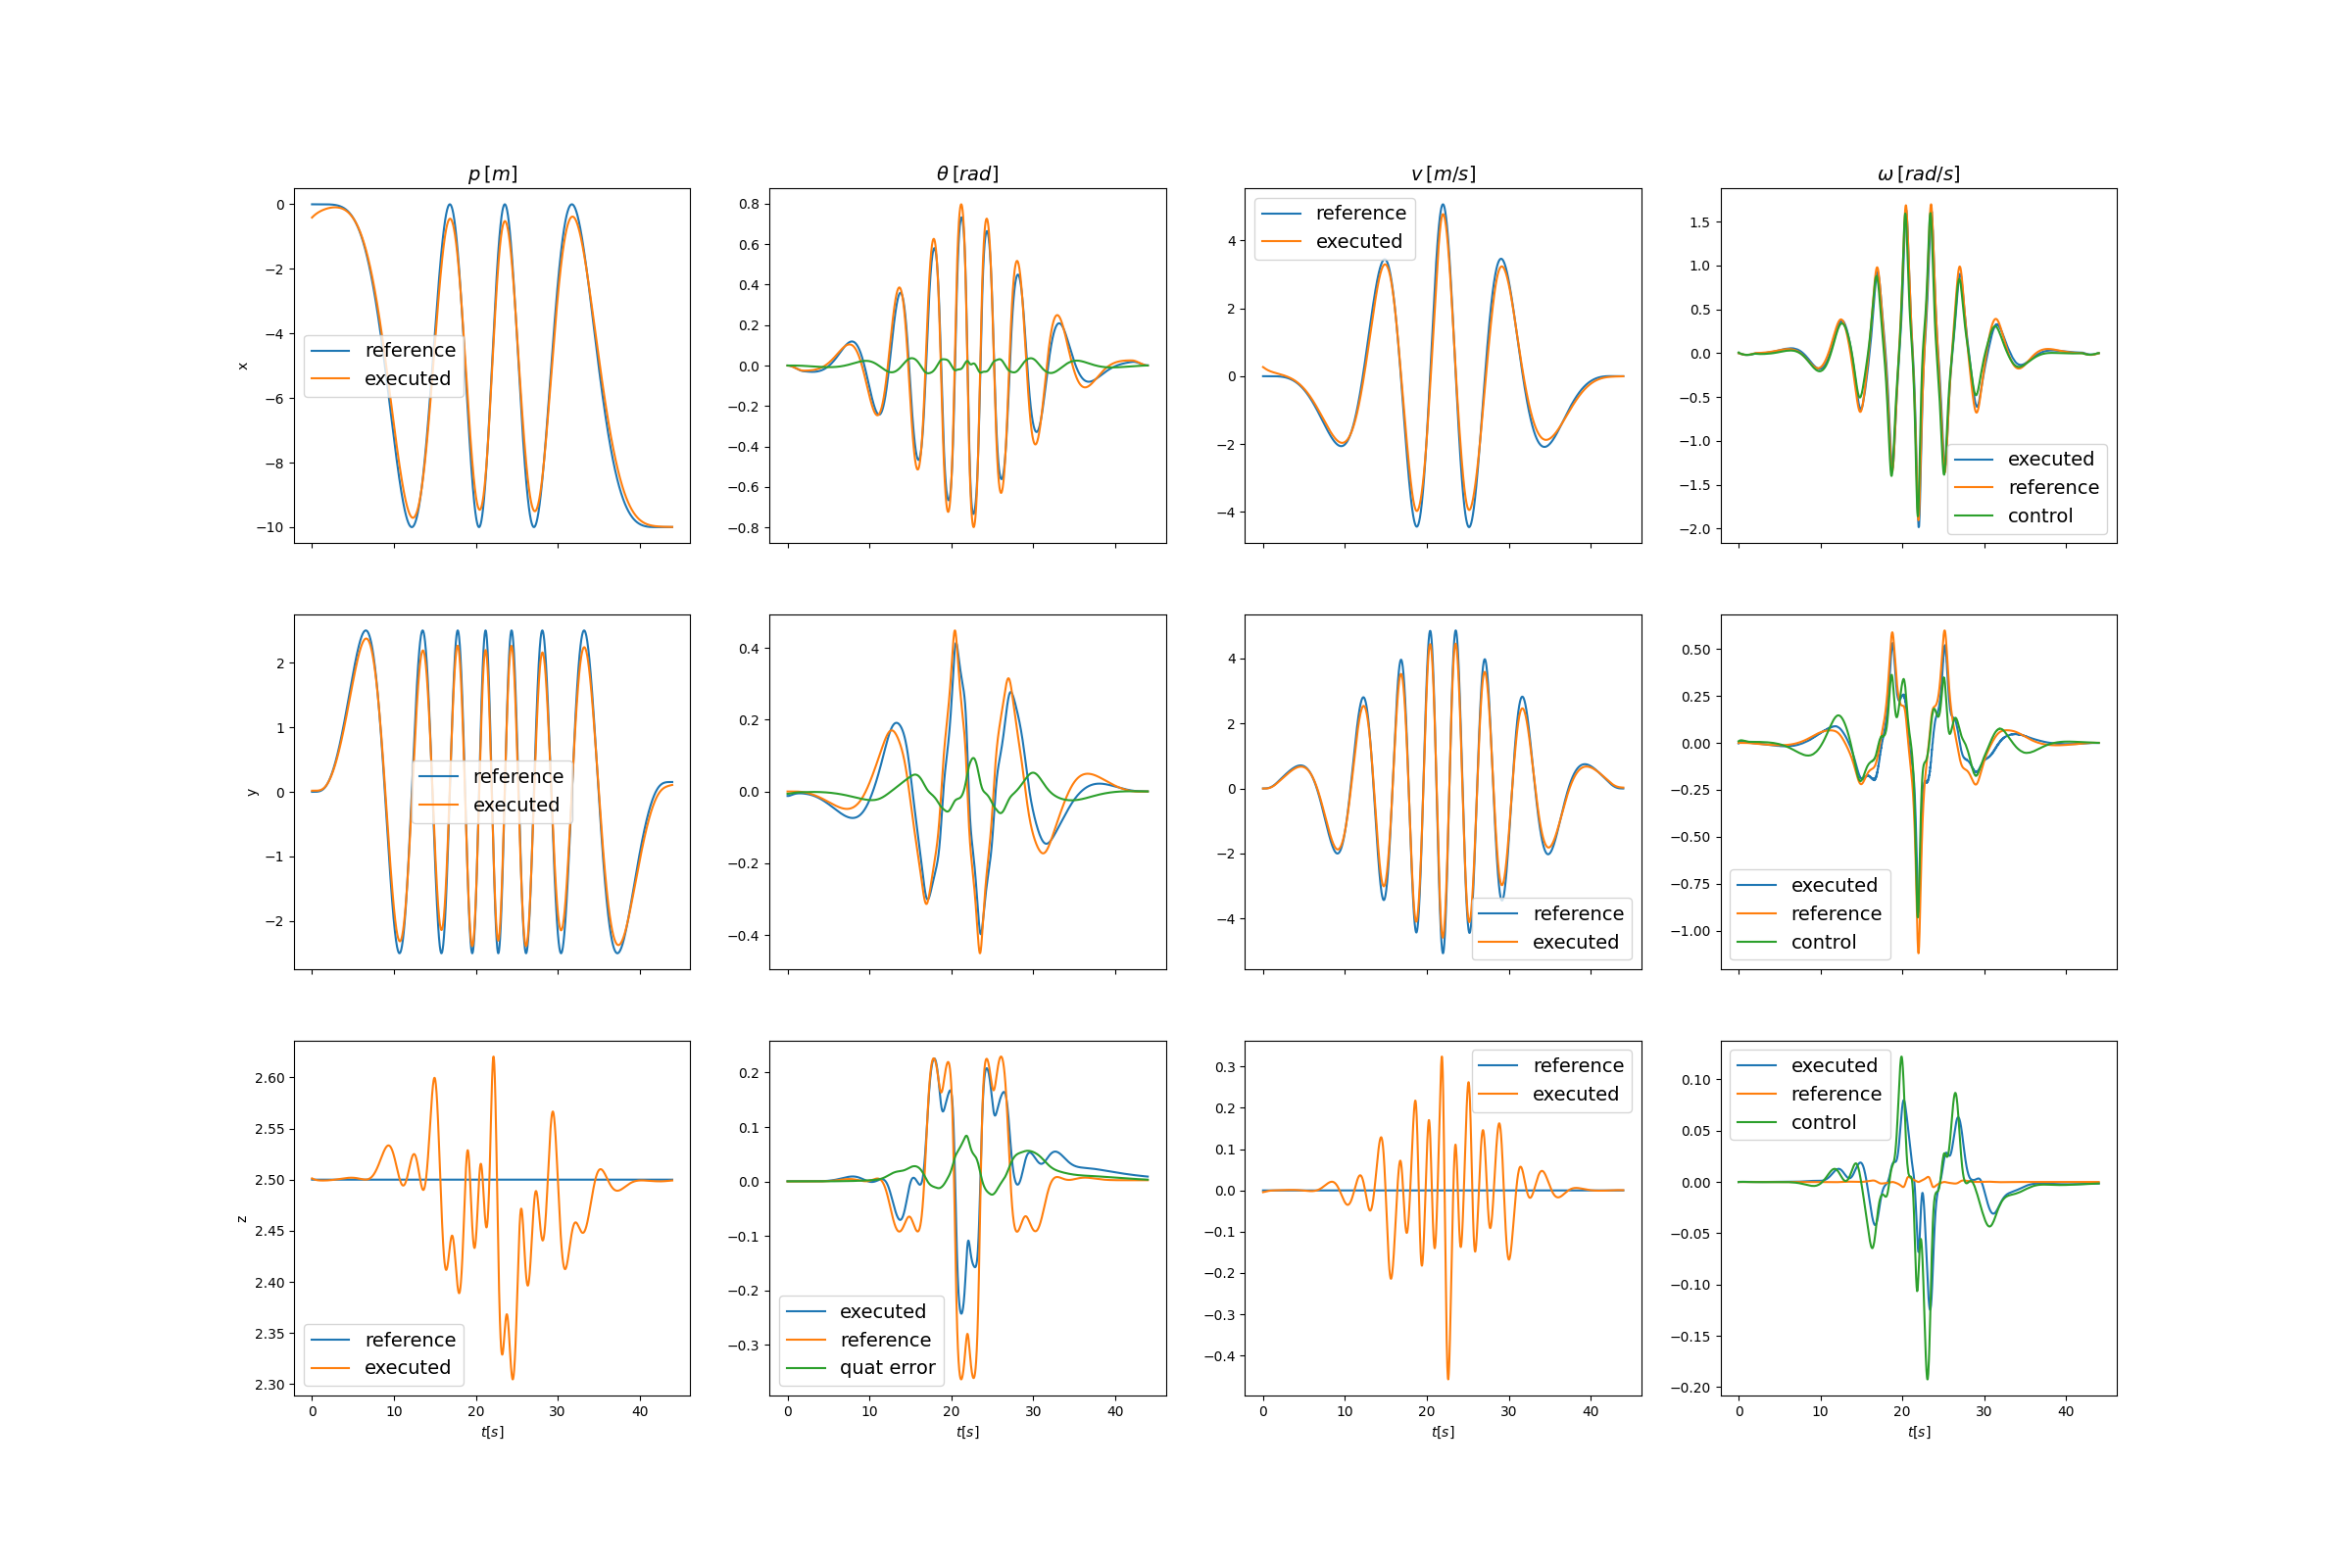 p [m]
θ [rad]
v [m/s]
ω [rad/s]
x
0
−2
−4
−6
−8
−10
reference
executed
0.8
0.6
0.4
0.2
0.0
−0.2
−0.4
−0.6
−0.8
4
2
0
−2
−4
reference
executed
1.5
1.0
0.5
0.0
−0.5
−1.0
−1.5
−2.0
executed
reference
control
y
2
1
0
−1
−2
reference
executed
0.4
0.2
0.0
−0.2
−0.4
4
2
0
−2
−4
reference
executed
0.50
0.25
0.00
−0.25
−0.50
−0.75
−1.00
executed
reference
control
z
2.60
2.55
2.50
2.45
2.40
2.35
2.30
reference
executed
0 10 20 30 40
t[s]
0.2
0.1
0.0
−0.1
−0.2
−0.3
executed
reference
quat error
0 10 20 30 40
t[s]
0.3
0.2
0.1
0.0
−0.1
−0.2
−0.3
−0.4
reference
executed
0 10 20 30 40
t[s]
0.10
0.05
0.00
−0.05
−0.10
−0.15
−0.20
executed
reference
control
0 10 20 30 40
t[s]